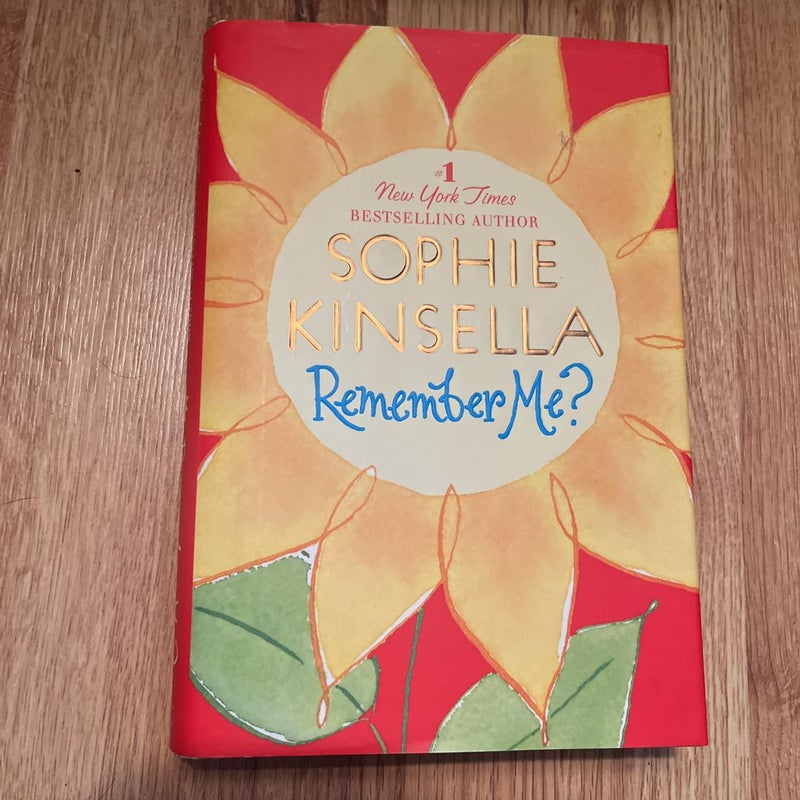 #1
New York Times
BESTSELLING AUTHOR
SOPHIE
KINSELLA
Remember Me?